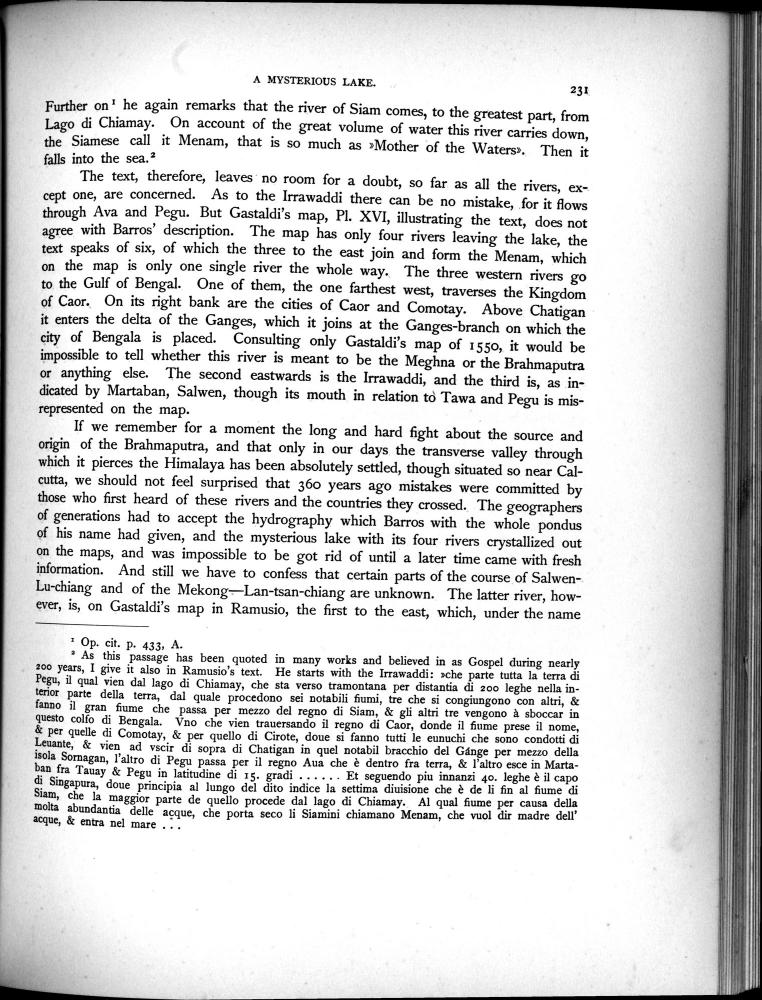 A MYSTERIOUS LAKE.
231
Further on¹ he again remarks that the river of Siam comes, to the greatest part, from
Lago di Chiamay. On account of the great volume of water this river carries down,
the Siamese call it Menam, that is so much as »Mother of the Waters». Then it
falls into the sea.²
The text, therefore, leaves no room for a doubt, so far as all the rivers, ex-
cept one, are concerned. As to the Irrawaddi there can be no mistake, for it flows
through Ava and Pegu. But Gastaldi's map, Pl. XVI, illustrating the text, does not
agree with Barros' description. The map has only four rivers leaving the lake, the
text speaks of six, of which the three to the east join and form the Menam, which
on the map is only one single river the whole way. The three western rivers go
to the Gulf of Bengal. One of them, the one farthest west, traverses the Kingdom
of Caor. On its right bank are the cities of Caor and Comotay. Above Chatigan
it enters the delta of the Ganges, which it joins at the Ganges-branch on which the
city of Bengala is placed. Consulting only Gastaldi's map of 1550, it would be
impossible to tell whether this river is meant to be the Meghna or the Brahmaputra
or anything else. The second eastwards is the Irrawaddi, and the third is, as in-
dicated by Martaban, Salwen, though its mouth in relation to Tawa and Pegu is mis-
represented on the map.
If we remember for a moment the long and hard fight about the source and
origin of the Brahmaputra, and that only in our days the transverse valley through
which it pierces the Himalaya has been absolutely settled, though situated so near Cal-
cutta, we should not feel surprised that 360 years ago mistakes were committed by
those who first heard of these rivers and the countries they crossed. The geographers
of generations had to accept the hydrography which Barros with the whole pondus
of his name had given, and the mysterious lake with its four rivers crystallized out
on the maps, and was impossible to be got rid of until a later time came with fresh
information. And still we have to confess that certain parts of the course of Salwen-
Lu-chiang and of the Mekong—Lan-tsan-chiang are unknown. The latter river, how-
ever, is, on Gastaldi's map in Ramusio, the first to the east, which, under the name
¹ Op. cit. p. 433, A.
² As this passage has been quoted in many works and believed in as Gospel during nearly
200 years, I give it also in Ramusio's text. He starts with the Irrawaddi: »che parte tutta la terra di
Pegu, il qual vien dal lago di Chiamay, che sta verso tramontana per distantia di 200 leghe nella in-
terior parte della terra, dal quale procedono sei notabili fiumi, tre che si congiungono con altri, &
fanno il gran fiume che passa per mezzo del regno di Siam, & gli altri tre vengono à sboccar in
questo colfo di Bengala. Vno che vien trauersando il regno di Caor, donde il fiume prese il nome,
& per quelle di Comotay, & per quello di Cirote, doue si fanno tutti le eunuchi che sono condotti di
Leuante, & vien ad vscir di sopra di Chatigan in quel notabil bracchio del Gánge per mezzo della
isola Sornagan, l'altro di Pegu passa per il regno Aua che è dentro fra terra, & l'altro esce in Marta-
ban fra Tauay & Pegu in latitudine di 15. gradi . . . . . . Et seguendo piu innanzi 40. leghe è il capo
di Singapura, doue principia al lungo del dito indice la settima diuisione che è de li fin al fiume di
Siam, che la maggior parte de quello procede dal lago di Chiamay. Al qual fiume per causa della
molta abundantia delle acque, che porta seco li Siamini chiamano Menam, che vuol dir madre dell'
acque, & entra nel mare . . .